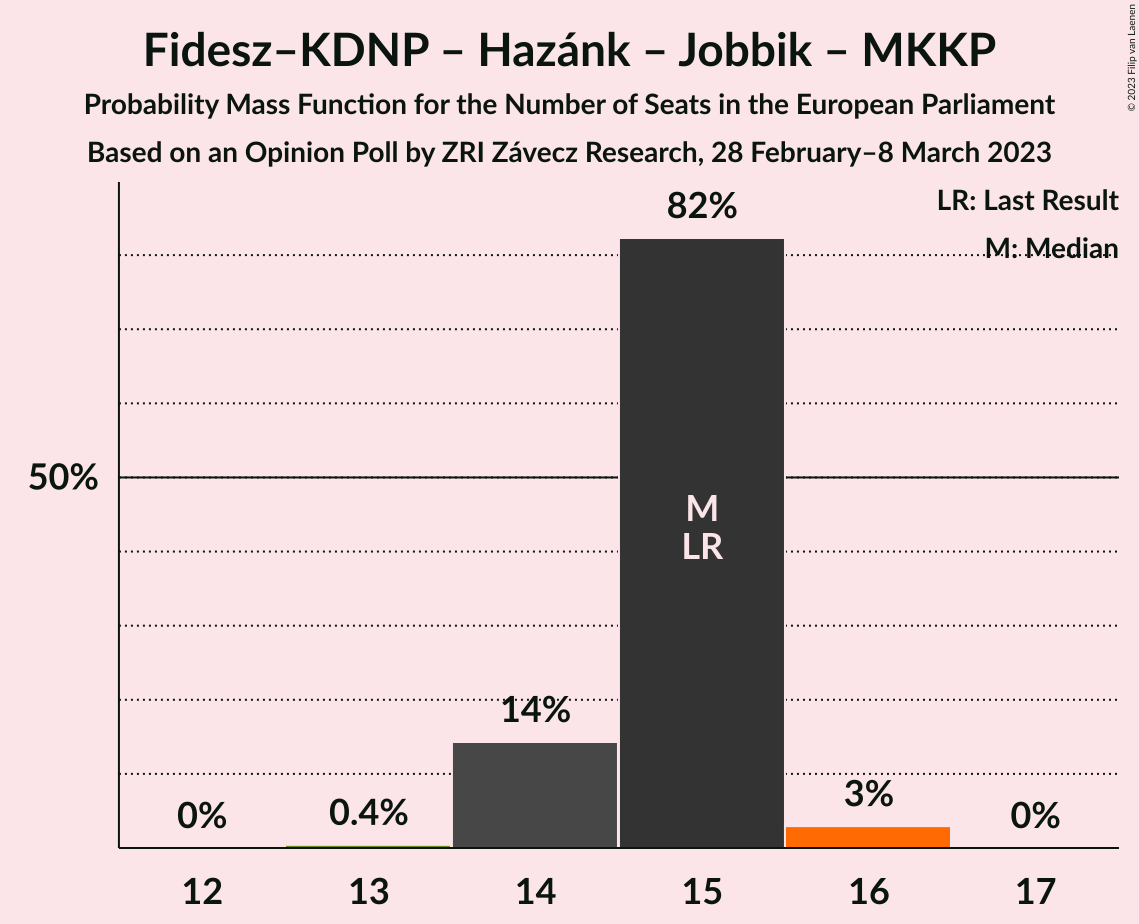 Fidesz–KDNP – Hazánk – Jobbik – MKKP
Probability Mass Function for the Number of Seats in the European Parliament
Based on an Opinion Poll by ZRI Závecz Research, 28 February–8 March 2023
© 2023 Filip van Laenen
LR: Last Result
M: Median
82%
50%
M
LR
14%
3%
0.4%
0%
0%
12
13
14
15
16
17